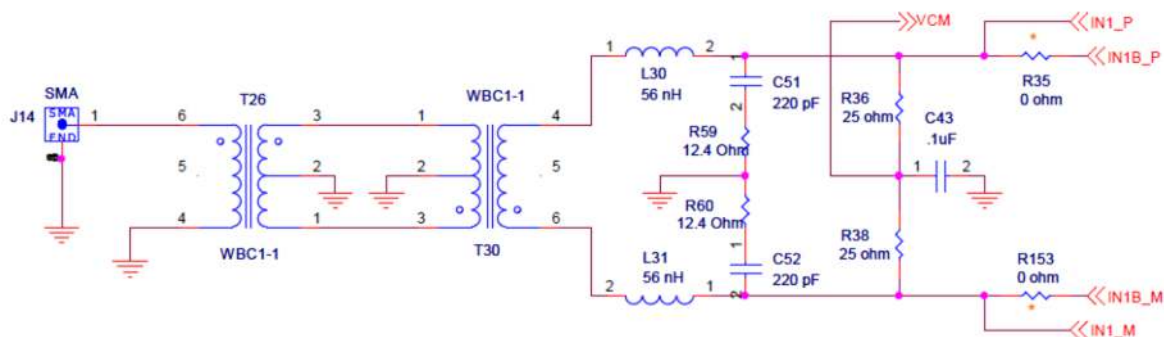 VCM
IN1_P
1
2
*
IN1B_P
L30
56 nH
1
C51
220 pF
2
R35
0 ohm
SMA
J14
SMA
END
1
6
T26
3
1
WBC1-1
4
R36
25 ohm
C43
.1uF
R59
12.4 Ohm
5
2
2
5
1
2
R60
12.4 Ohm
4
1
3
6
WBC1-1
T30
1
C52
220 pF
2
R38
25 ohm
L31
56 nH
2
1
R153
0 ohm
*
IN1B_M
IN1_M